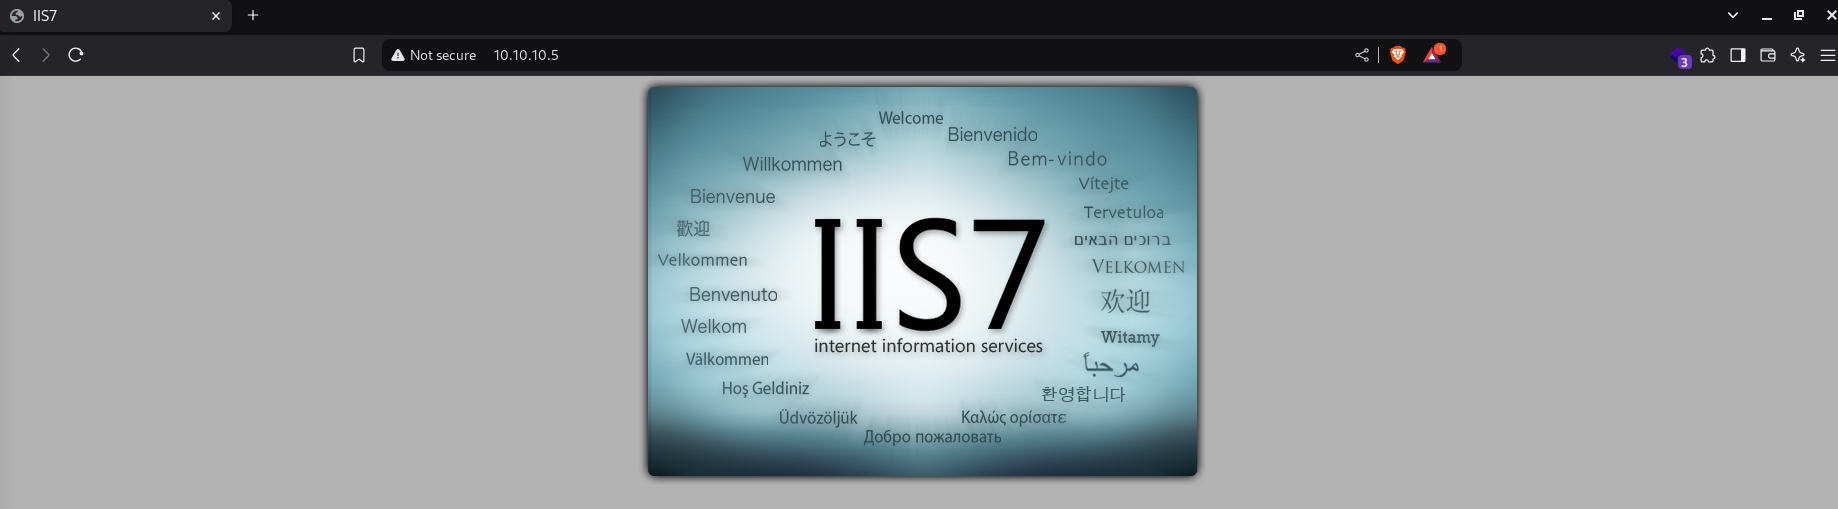 IIS7
Not secure 10.10.10.5
1
3
Welcome
ようこそ
Bienvenido
Willkommen
Bem-vindo
Vítejte
Bienvenue
Tervetuloa
歡迎
ברוכים הבאים
Velkommen
VELKOMEN
IIS7
Benvenuto
欢迎
Welkom
Witamy
internet information services
Välkommen
مرحباً
Hoş Geldiniz
환영합니다
Üdvözöljük
Καλώς ορίσατε
Добро пожаловать